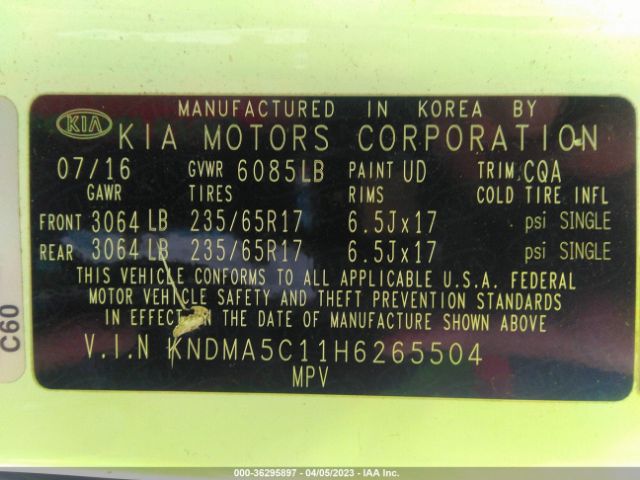 MANUFACTURED IN KOREA BY
KIA KIA MOTORS CORPORATION
07/16 GVWR 6085LB PAINT UD TRIM CQA
GAWR TIRES RIMS COLD TIRE INFL
FRONT 3064 LB 235/65R17 6.5Jx17 psi SINGLE
REAR 3064 LB 235/65R17 6.5Jx17 psi SINGLE
THIS VEHICLE CONFORMS TO ALL APPLICABLE U.S.A. FEDERAL
MOTOR VEHICLE SAFETY AND THEFT PREVENTION STANDARDS
IN EFFECT ON THE DATE OF MANUFACTURE SHOWN ABOVE
V.I.N KNDMA5C11H6265504
MPV
C60
000-36295897 - 04/05/2023 - IAA Inc.